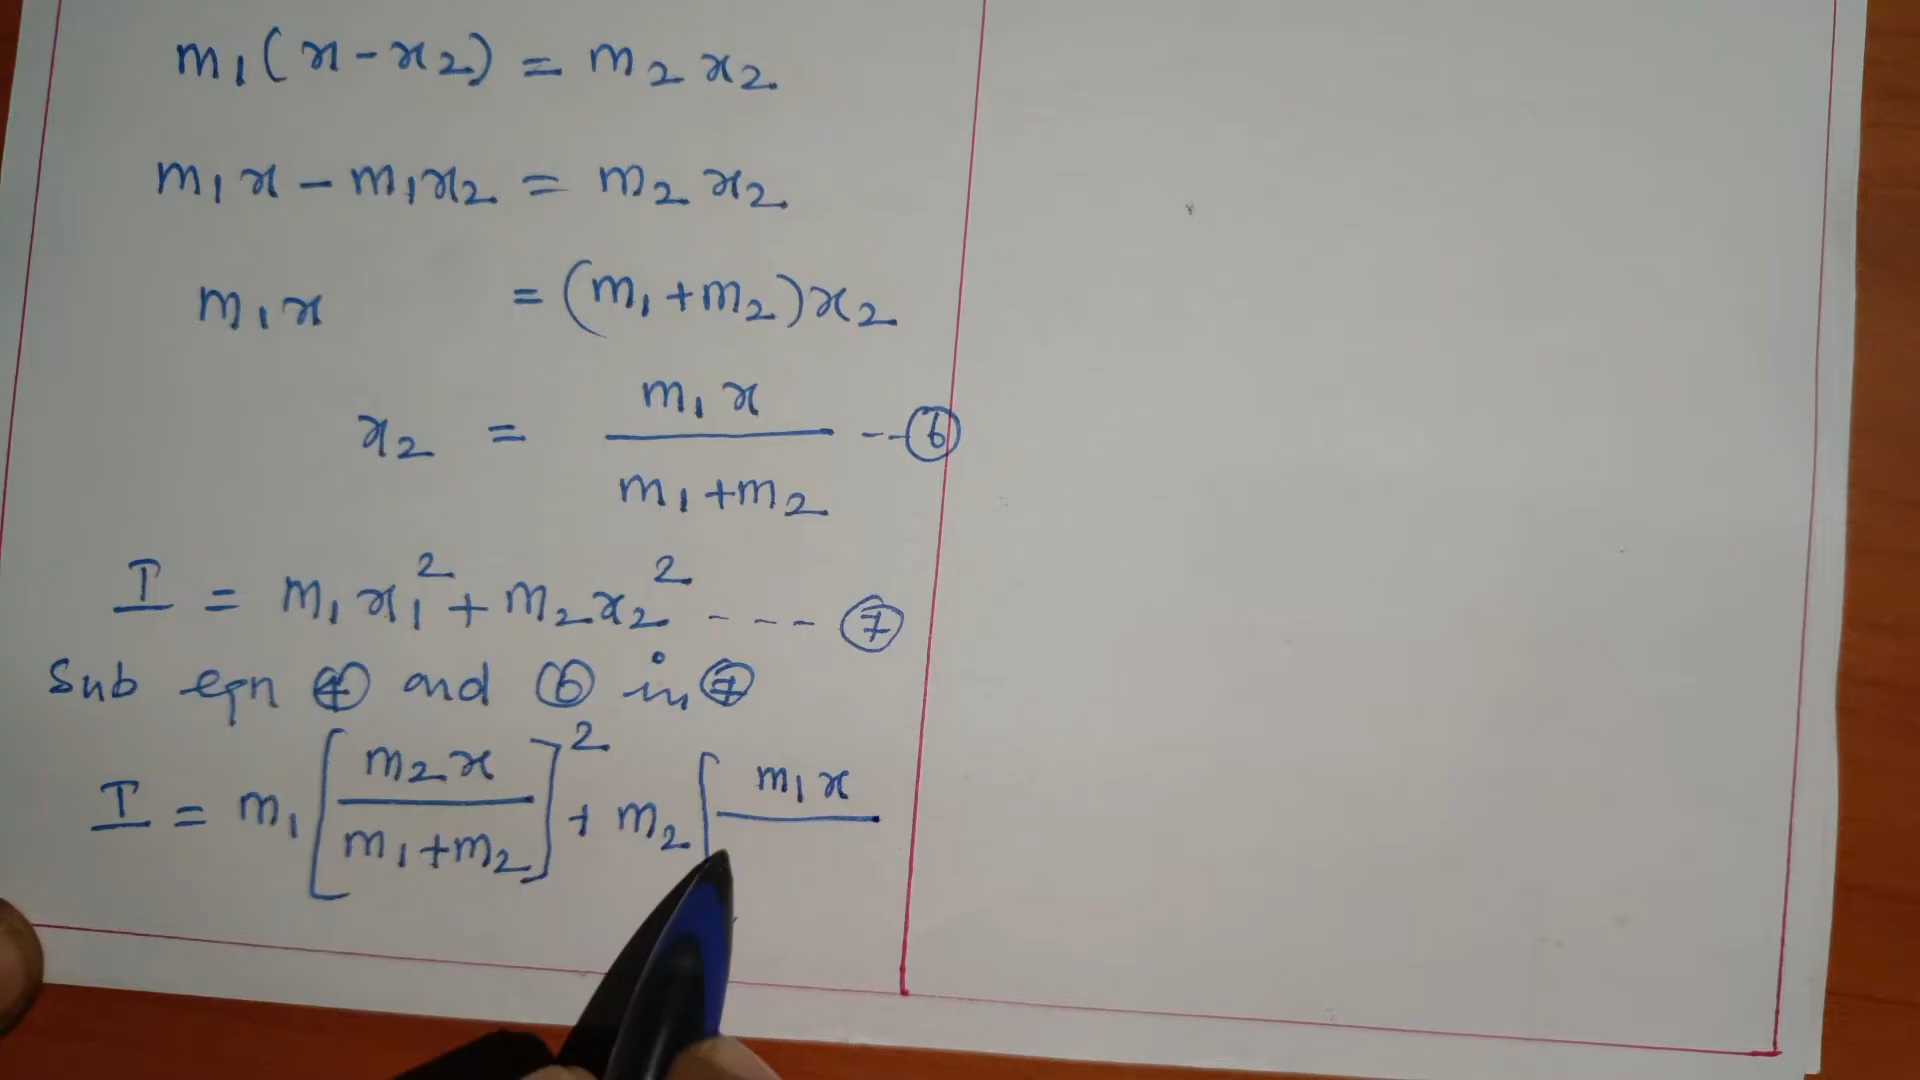 m₁(x-x₂) = m₂x₂
m₁x - m₁x₂ = m₂x₂
m₁x = (m₁+m₂)x₂
x₂ = m₁x / m₁+m₂ --⑥
I = m₁x₁² + m₂x₂² ---- ⑦
Sub eqn ④ and ⑥ in ⑦
I = m₁[m₂x / m₁+m₂]² + m₂[m₁x /